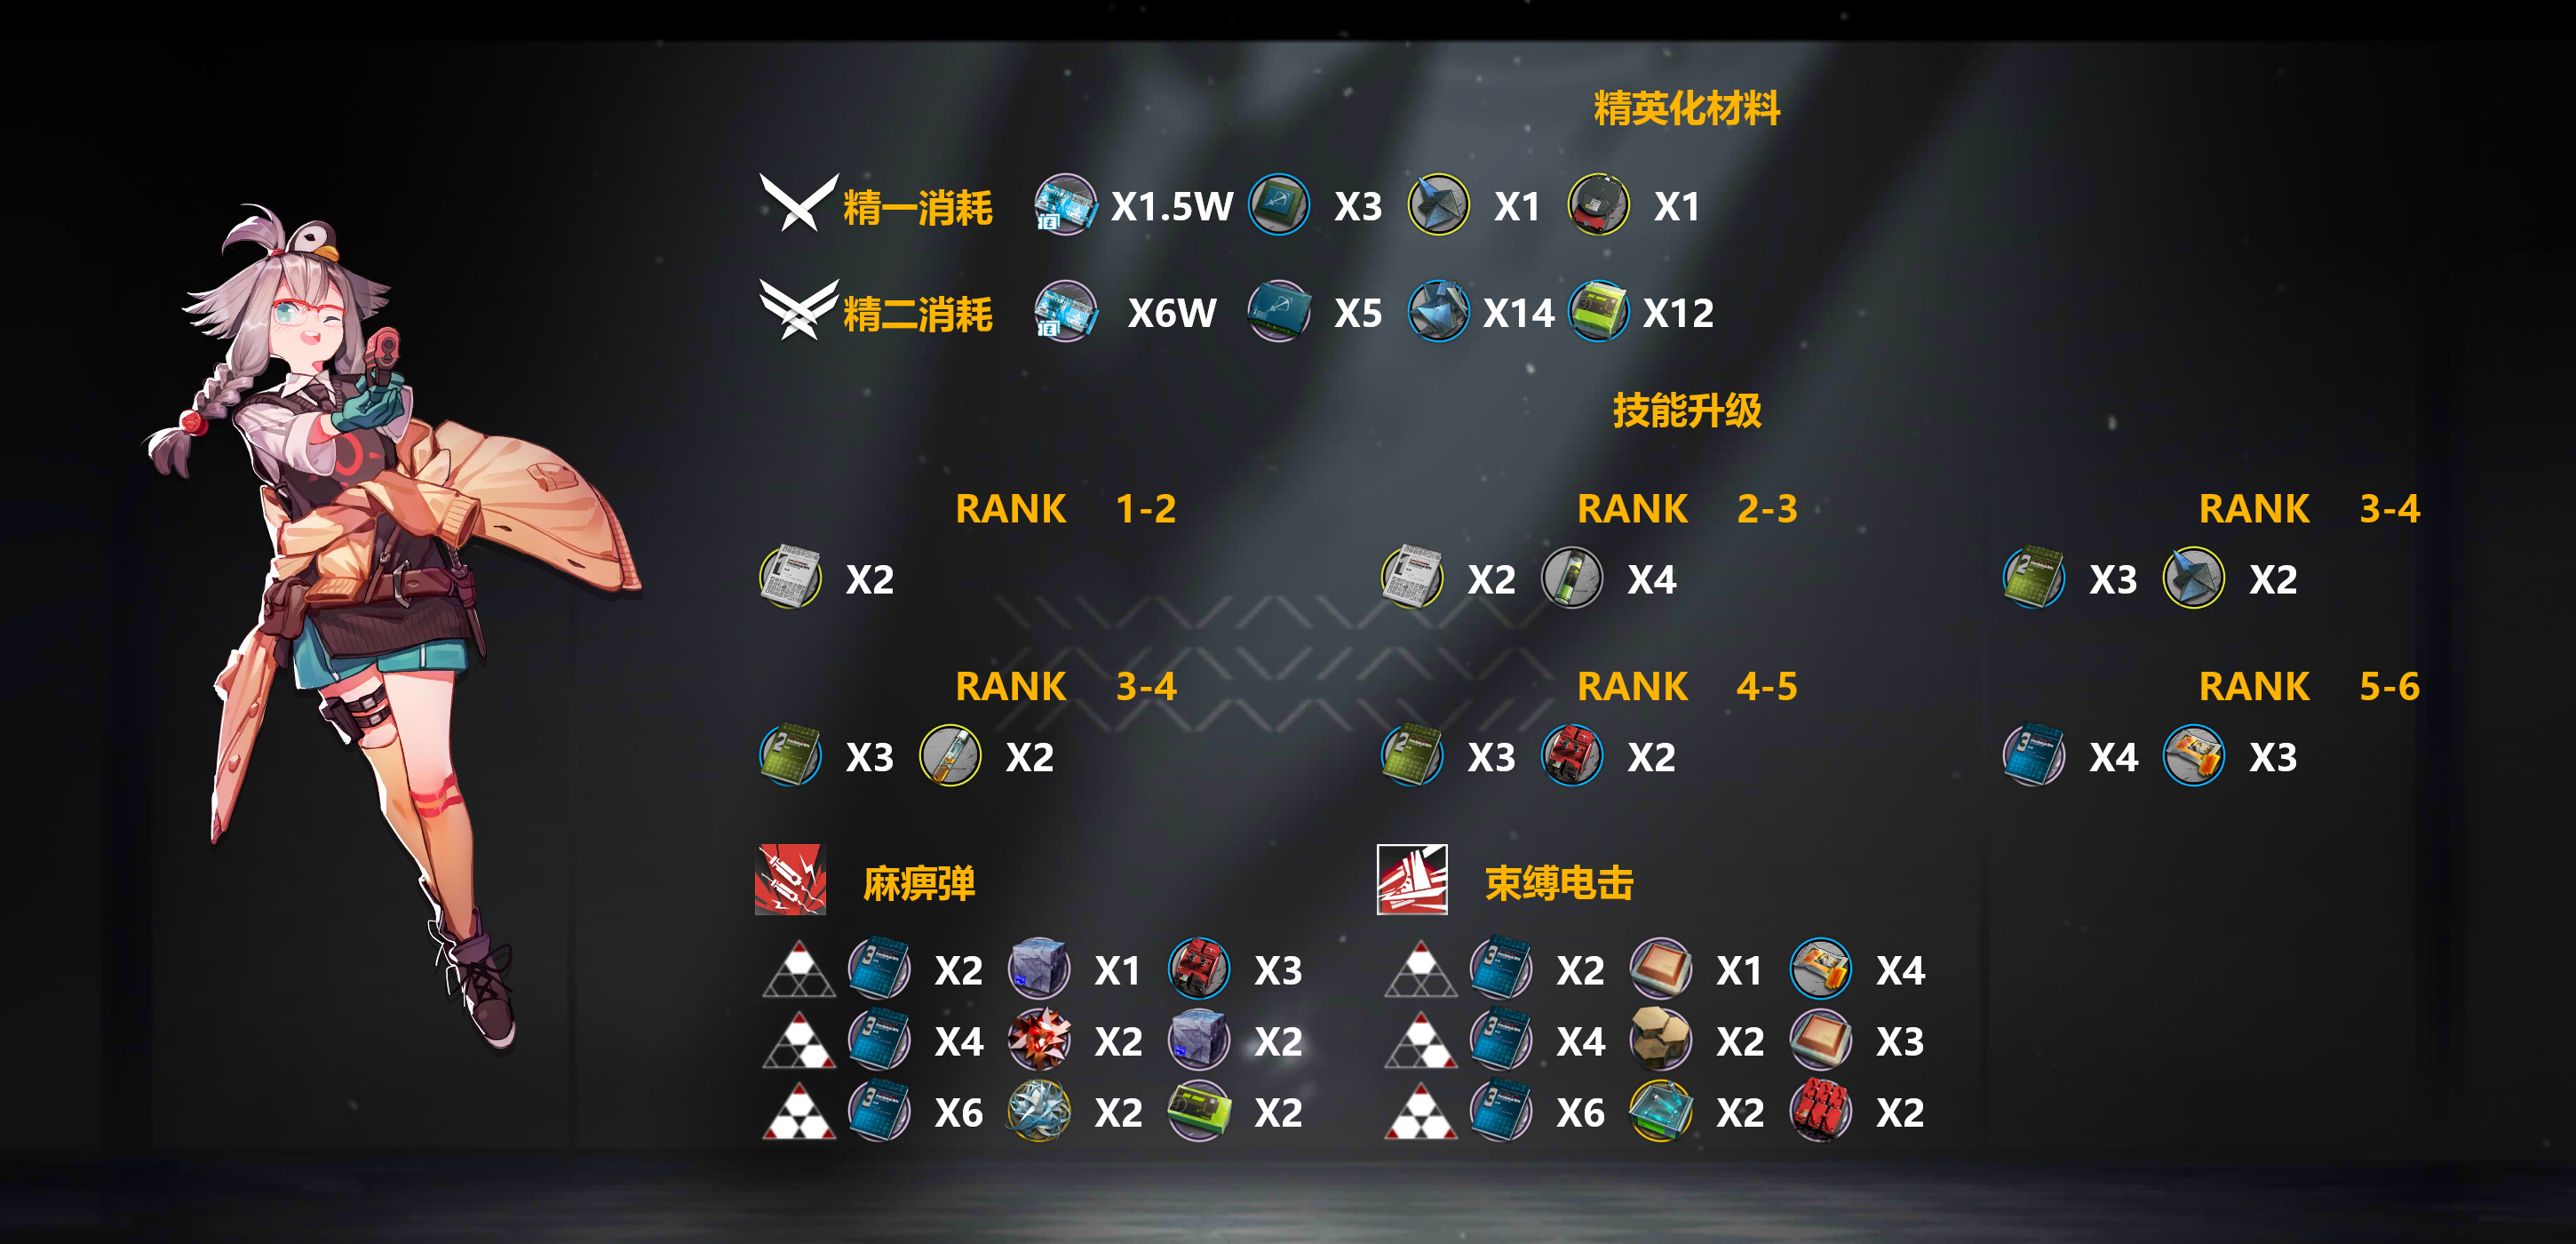 精英化材料
精一消耗 X1.5W X3 X1 X1
精二消耗 X6W X5 X14 X12
技能升级
RANK 1-2 RANK 2-3 RANK 3-4
X2 X2 X4 X3 X2
RANK 3-4 RANK 4-5 RANK 5-6
X3 X2 X3 X2 X4 X3
麻痹弹 束缚电击
X2 X1 X3 X2 X1 X4
X4 X2 X2 X4 X2 X3
X6 X2 X2 X6 X2 X2